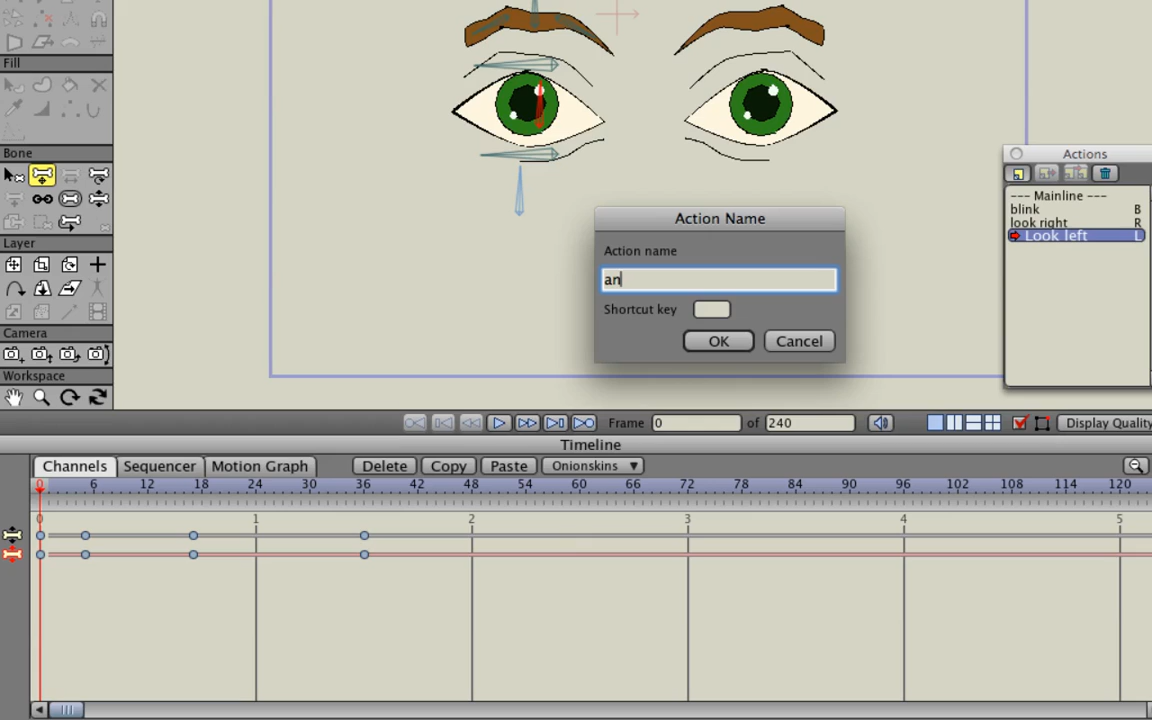 Fill
Bone
Layer
Camera
Workspace
Actions
--- Mainline ---
blink B
look right R
Look left L
Action Name
Action name
an
Shortcut key
OK Cancel
Frame 0 of 240 Display Quality
Timeline
Channels Sequencer Motion Graph Delete Copy Paste Onionskins
0 6 12 18 24 30 36 42 48 54 60 66 72 78 84 90 96 102 108 114 120
0 1 2 3 4 5